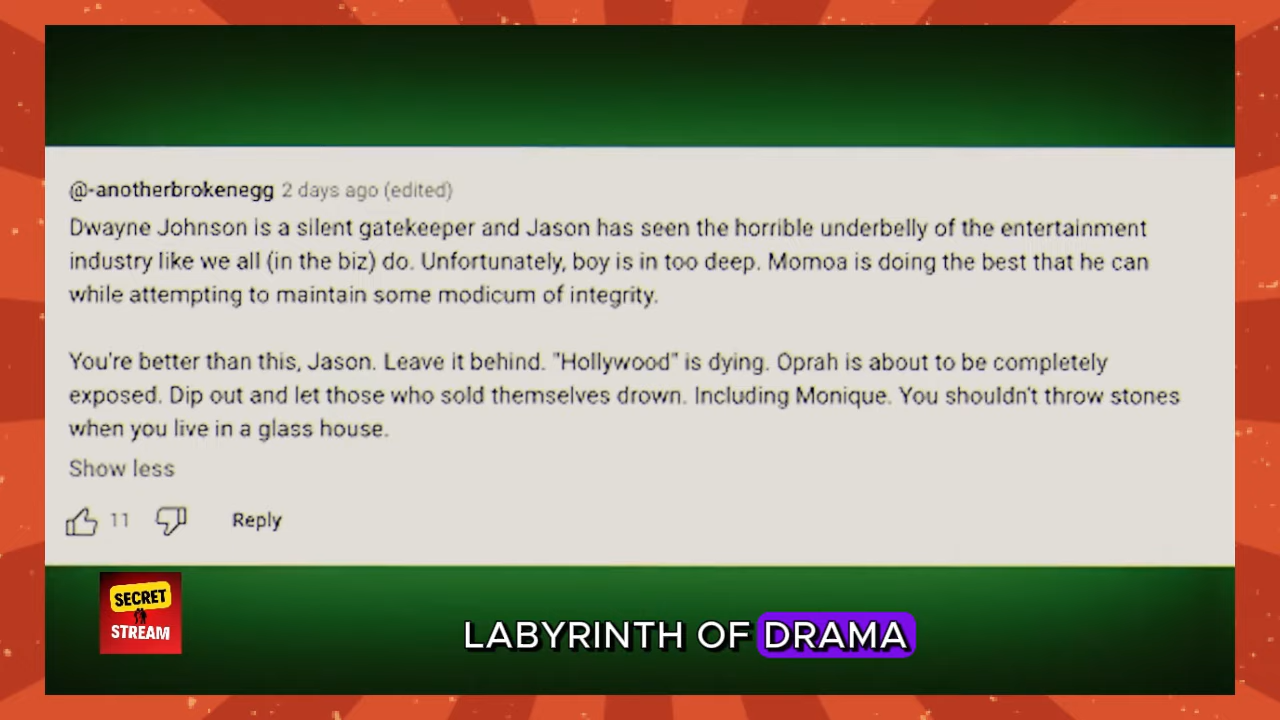 @-anotherbrokenegg 2 days ago (edited)
Dwayne Johnson is a silent gatekeeper and Jason has seen the horrible underbelly of the entertainment
industry like we all (in the biz) do. Unfortunately, boy is in too deep. Momoa is doing the best that he can
while attempting to maintain some modicum of integrity.
You're better than this, Jason. Leave it behind. "Hollywood" is dying. Oprah is about to be completely
exposed. Dip out and let those who sold themselves drown. Including Monique. You shouldn't throw stones
when you live in a glass house.
Show less
11 Reply
SECRET
STREAM
LABYRINTH OF DRAMA